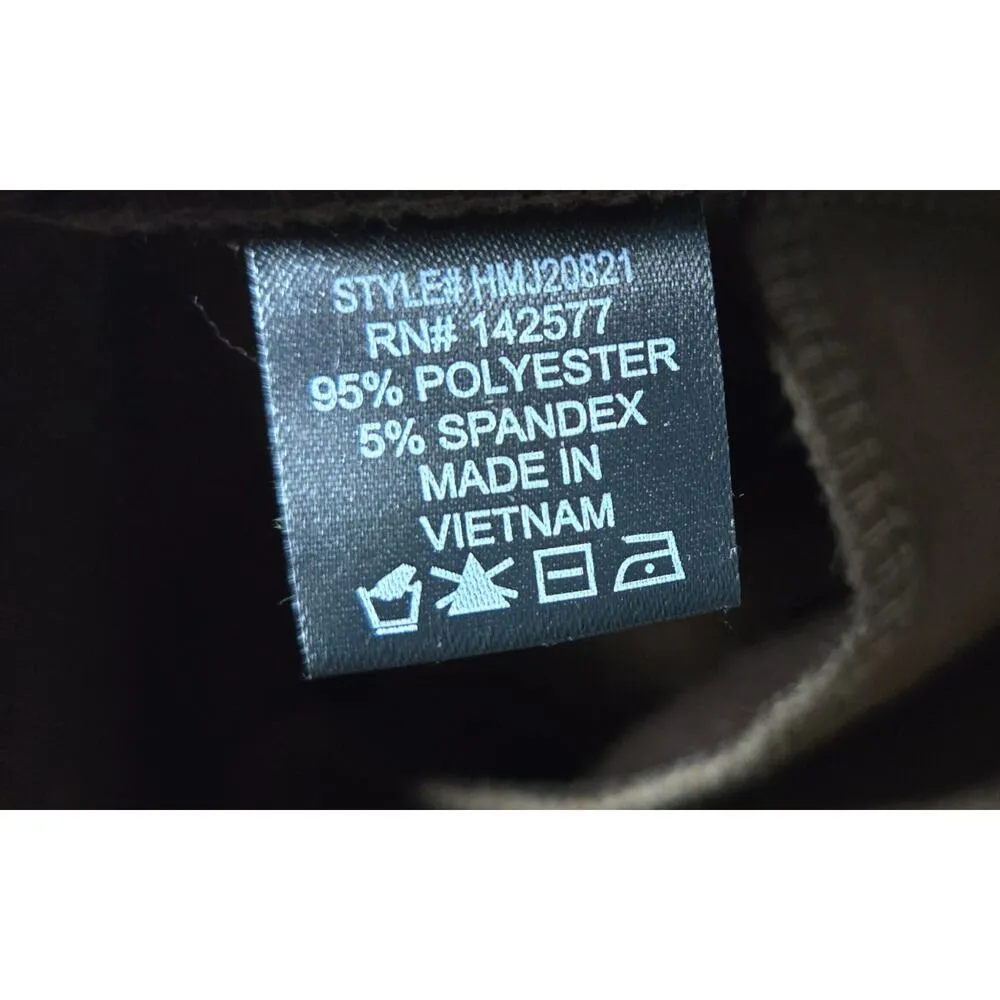 STYLE# HMJ20821
RN# 142577
95% POLYESTER
5% SPANDEX
MADE IN
VIETNAM